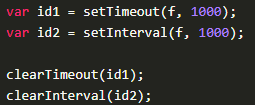 var id1 = setTimeout(f, 1000);
var id2 = setInterval(f, 1000);
clearTimeout(id1);
clearInterval(id2);